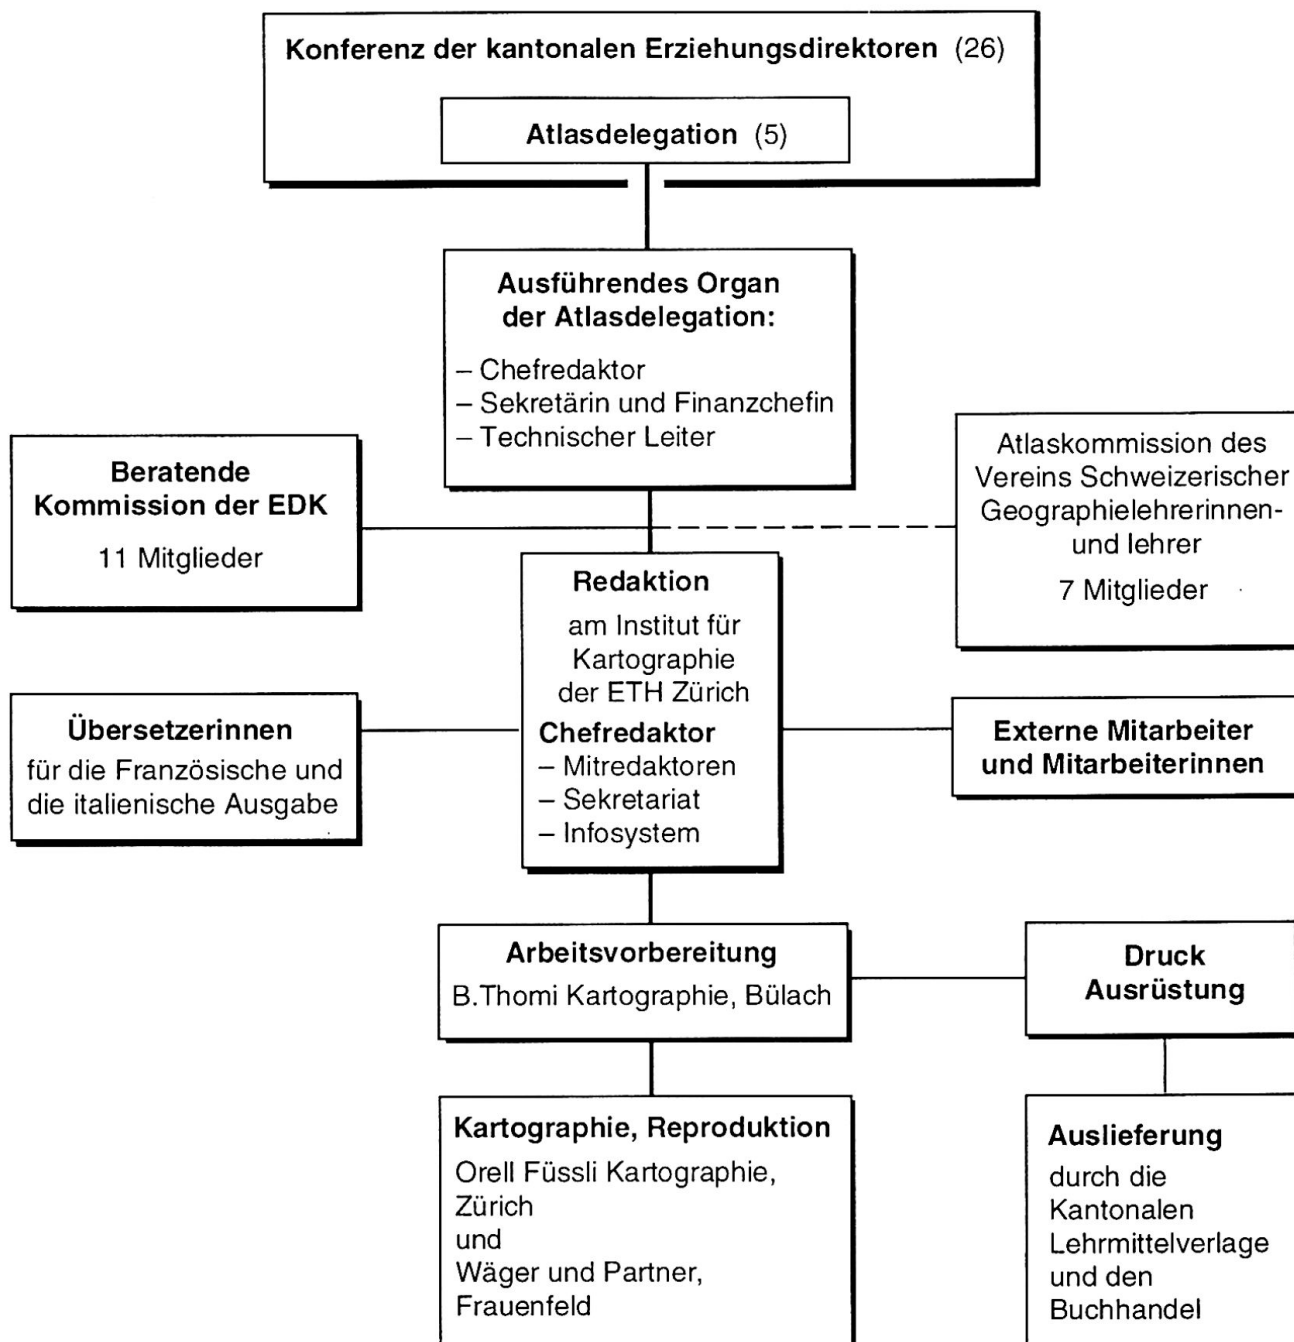 Konferenz der kantonalen Erziehungsdirektoren (26)
Atlasdelegation (5)
Ausführendes Organ
der Atlasdelegation:
– Chefredaktor
– Sekretärin und Finanzchefin
– Technischer Leiter
Beratende
Kommission der EDK
11 Mitglieder
Atlaskommission des
Vereins Schweizerischer
Geographielehrerinnen-
und lehrer
7 Mitglieder
Redaktion
am Institut für
Kartographie
der ETH Zürich
Chefredaktor
– Mitredaktoren
– Sekretariat
– Infosystem
Übersetzerinnen
für die Französische und
die italienische Ausgabe
Externe Mitarbeiter
und Mitarbeiterinnen
Arbeitsvorbereitung
B.Thomi Kartographie, Bülach
Druck
Ausrüstung
Kartographie, Reproduktion
Orell Füssli Kartographie,
Zürich
und
Wäger und Partner,
Frauenfeld
Auslieferung
durch die
Kantonalen
Lehrmittelverlage
und den
Buchhandel